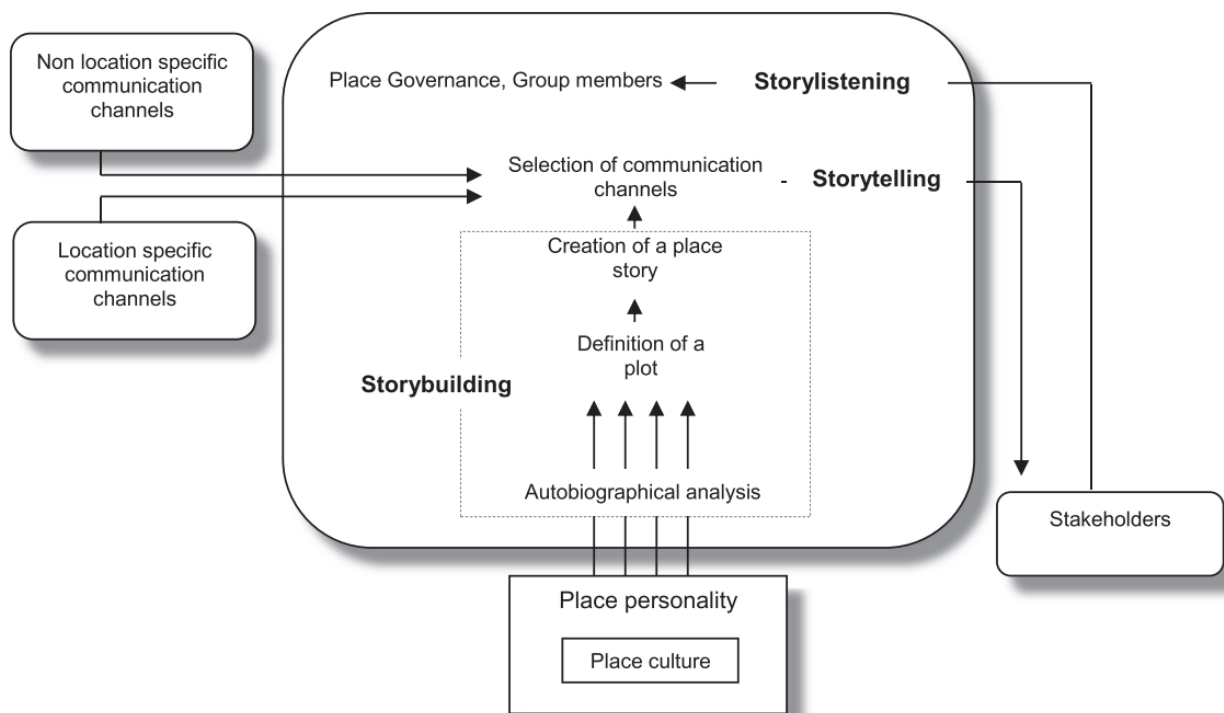 Non location specific
communication
channels
Place Governance, Group members
Storylistening
Selection of communication
channels
-
Storytelling
Location specific
communication
channels
Creation of a place
story
Definition of a
plot
Storybuilding
Autobiographical analysis
Stakeholders
Place personality
Place culture